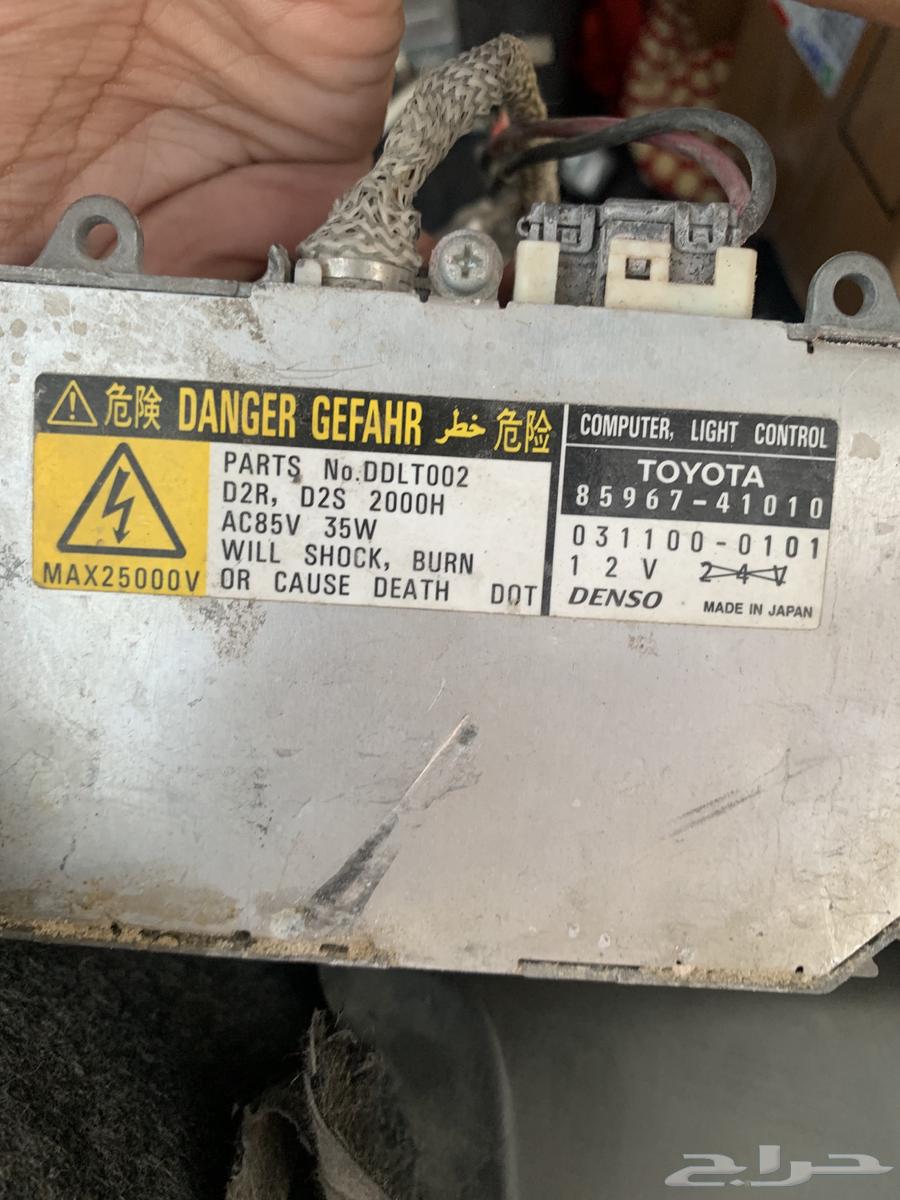 危険 DANGER GEFAHR خطر 危险
MAX25000V
PARTS No.DDLT002
D2R, D2S 2000H
AC85V 35W
WILL SHOCK, BURN
OR CAUSE DEATH DOT
COMPUTER, LIGHT CONTROL
TOYOTA
85967-41010
031100-0101
12V 24V
DENSO MADE IN JAPAN
حراج